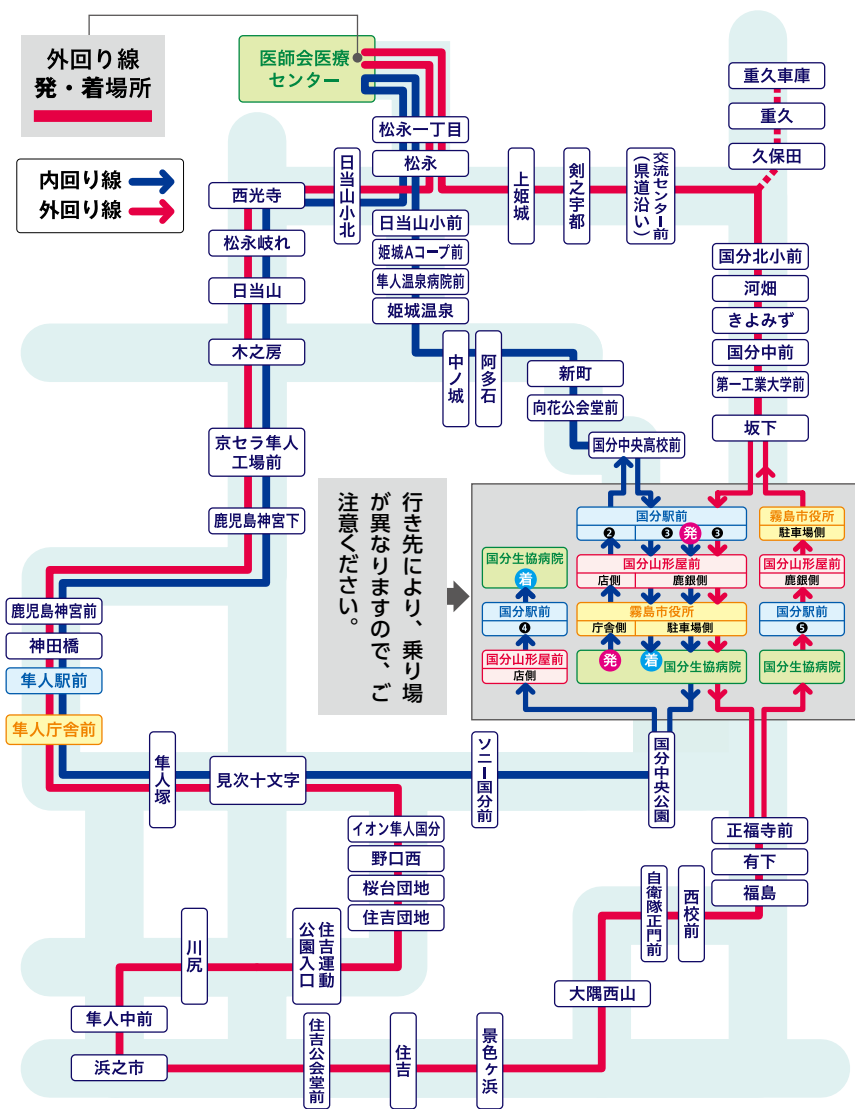 外回り線
発・着場所
医師会医療
センター
重久車庫
重久
久保田
内回り線
外回り線
松永一丁目
松永
日当山小北
西光寺
松永岐れ
日当山
木之房
京セラ隼人
工場前
鹿児島神宮下
日当山小前
姫城Aコープ前
隼人温泉病院前
姫城温泉
上姫城
剣之宇都
交流センター前
(県道沿い)
国分北小前
河畑
きよみず
国分中前
第一工業大学前
坂下
中ノ城
阿多石
新町
向花公会堂前
国分中央高校前
行き先により、乗り場
が異なりますので、ご
注意ください。
国分生協病院
着
国分駅前
❹
国分山形屋前
店側
国分駅前
❷
❸
発
❸
国分山形屋前
店側
鹿銀側
霧島市役所
庁舎側
駐車場側
発
着
国分生協病院
霧島市役所
駐車場側
国分山形屋前
鹿銀側
国分駅前
❺
国分生協病院
鹿児島神宮前
神田橋
隼人駅前
隼人庁舎前
隼人塚
見次十文字
ソニー国分前
国分中央公園
イオン隼人国分
野口西
桜台団地
住吉団地
正福寺前
有下
福島
西校前
自衛隊正門前
大隅西山
川尻
住吉運動
公園入口
隼人中前
浜之市
住吉公会堂前
住吉
景色ヶ浜